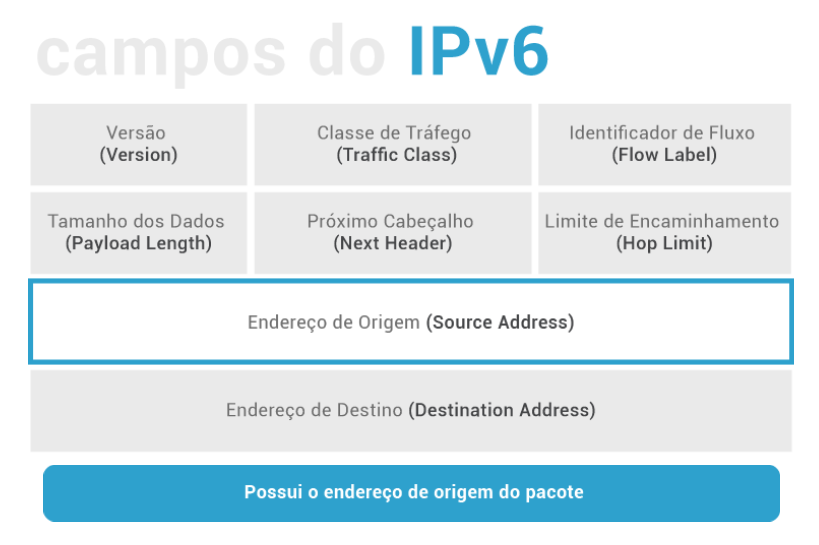 campos do IPv6
Versão
(Version)
Classe de Tráfego
(Traffic Class)
Identificador de Fluxo
(Flow Label)
Tamanho dos Dados
(Payload Length)
Próximo Cabeçalho
(Next Header)
Limite de Encaminhamento
(Hop Limit)
Endereço de Origem (Source Address)
Endereço de Destino (Destination Address)
Possui o endereço de origem do pacote